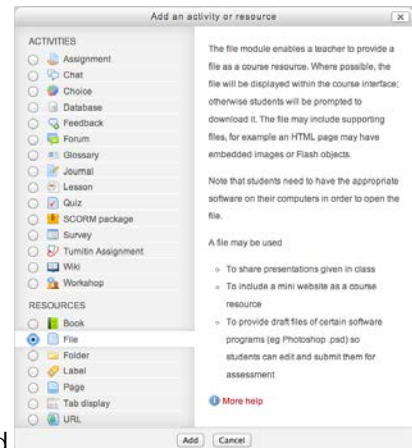 Add an activity or resource
ACTIVITIES
Assignment
Chat
Choice
Database
Feedback
Forum
Glossary
Journal
Lesson
Quiz
SCORM package
Survey
Turnitin Assignment
Wiki
Workshop
RESOURCES
Book
File
Folder
Label
Page
Tab display
URL
The file module enables a teacher to provide a
file as a course resource. Where possible, the
file will be displayed within the course interface;
otherwise students will be prompted to
download it. The file may include supporting
files, for example an HTML page may have
embedded images or Flash objects.
Note that students need to have the appropriate
software on their computers in order to open the
file.
A file may be used
To share presentations given in class
To include a mini website as a course
resource
To provide draft files of certain software
programs (eg Photoshop .psd) so
students can edit and submit them for
assessment
More help
Add
Cancel